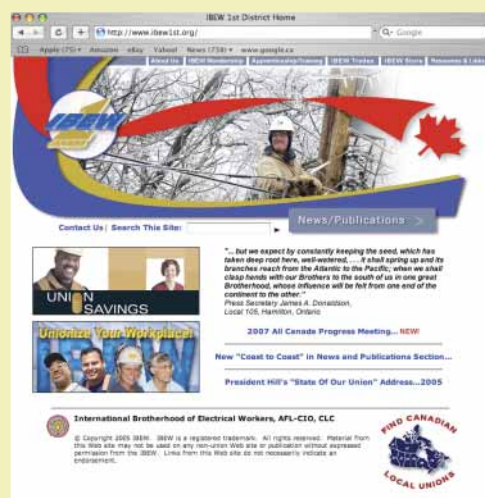 IBEW 1st District Home
http://www.ibew1st.org/
Q- Google
Apple (75) Amazon eBay Yahoo! News (738) www.google.ca
About Us IBEW Membership Apprenticeship/Training IBEW Trades IBEW Store Resources & Links
IBEW
News/Publications >
Contact Us | Search This Site:
UNION
SAVINGS
Unionize Your Workplace!
"... but we expect by constantly keeping the seed, which has
taken deep root here, well-watered, . . . it shall spring up and its
branches reach from the Atlantic to the Pacific; when we shall
clasp hands with our Brothers to the south of us in one great
Brotherhood, whose influence will be felt from one end of the
continent to the other."
Press Secretary James A. Donaldson,
Local 105, Hamilton, Ontario
2007 All Canada Progress Meeting... NEW!
New "Coast to Coast" in News and Publications Section...
President Hill's "State Of Our Union" Address...2005
International Brotherhood of Electrical Workers, AFL-CIO, CLC
© Copyright 2005 IBEW. IBEW is a registered trademark. All rights reserved. Material from
this Web site may not be used on any non-union Web site or publication without expressed
permission from the IBEW. Links from this Web site do not necessarily indicate an
endorsement.
FIND CANADIAN
LOCAL UNIONS